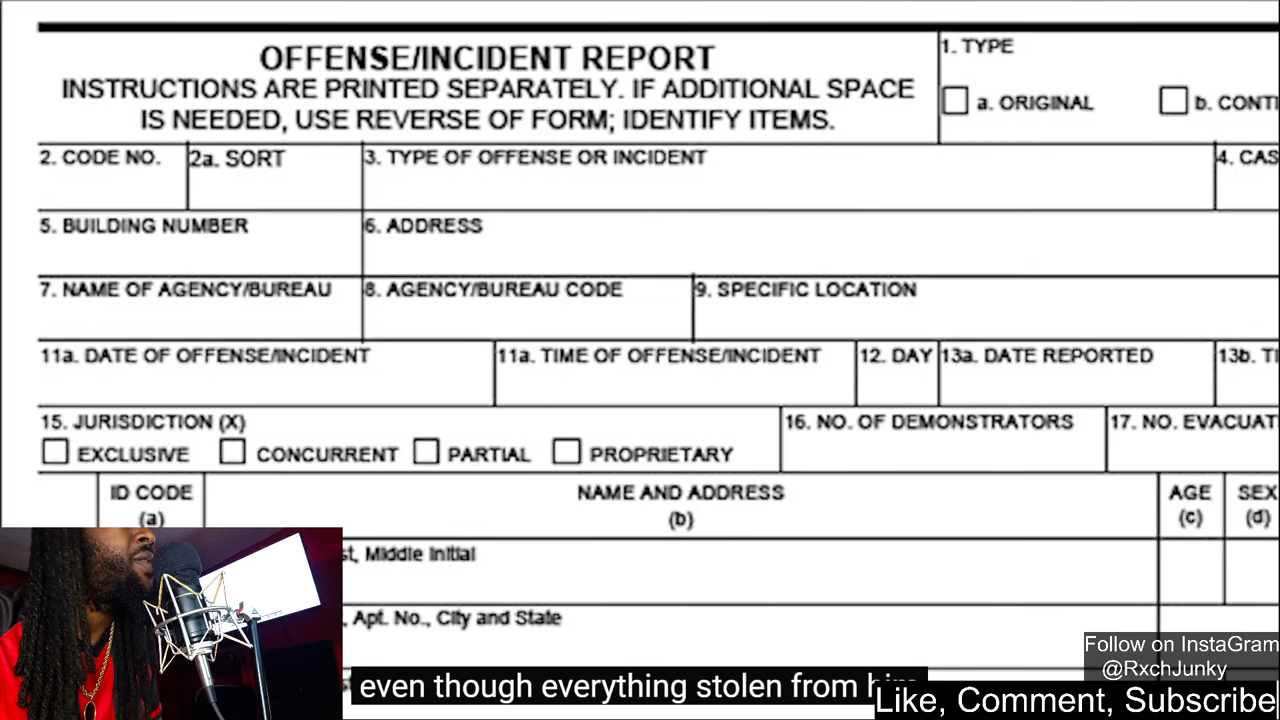 OFFENSE/INCIDENT REPORT
INSTRUCTIONS ARE PRINTED SEPARATELY. IF ADDITIONAL SPACE
IS NEEDED, USE REVERSE OF FORM; IDENTIFY ITEMS.
1. TYPE
a. ORIGINAL
b.
2. CODE NO.
2a. SORT
3. TYPE OF OFFENSE OR INCIDENT
4.
5. BUILDING NUMBER
6. ADDRESS
7. NAME OF AGENCY/BUREAU
8. AGENCY/BUREAU CODE
9. SPECIFIC LOCATION
11a. DATE OF OFFENSE/INCIDENT
11a. TIME OF OFFENSE/INCIDENT
12. DAY
13a. DATE REPORTED
13b.
15. JURISDICTION (X)
EXCLUSIVE
CONCURRENT
PARTIAL
PROPRIETARY
16. NO. OF DEMONSTRATORS
17. NO.
ID CODE
(a)
NAME AND ADDRESS
(b)
AGE
(c)
SEX
(d)
Middle Initial
Apt. No., City and State
even though everything stolen from
Follow on InstaGram
@RxchJunky
Like, Comment, Subscribe